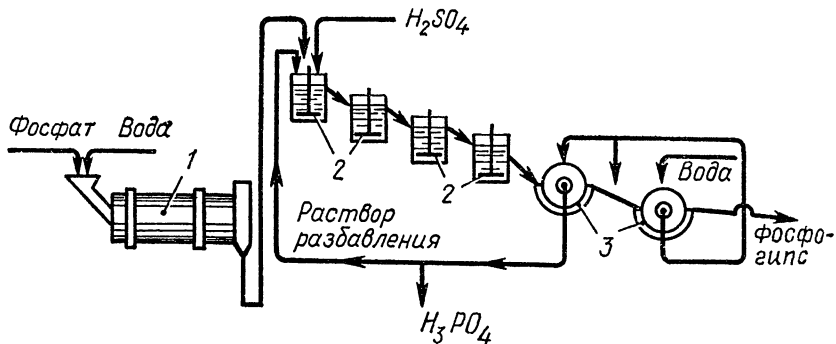 H₂SO₄
Фосфат Вода
1
2
2
Вода
Раствор
разбавления
3
Фосфо-
гипс
H₃PO₄